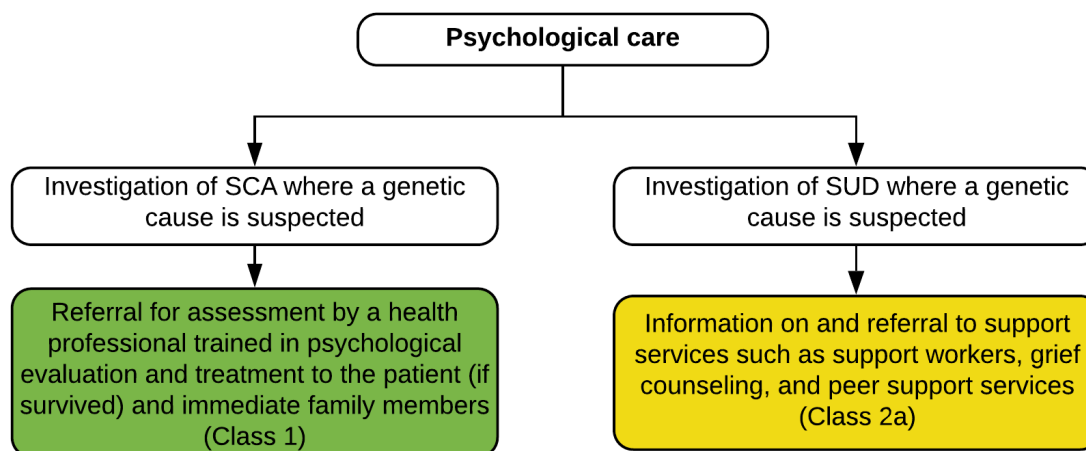 Psychological care
Investigation of SCA where a genetic
cause is suspected
Investigation of SUD where a genetic
cause is suspected
Referral for assessment by a health
professional trained in psychological
evaluation and treatment to the patient (if
survived) and immediate family members
(Class 1)
Information on and referral to support
services such as support workers, grief
counseling, and peer support services
(Class 2a)